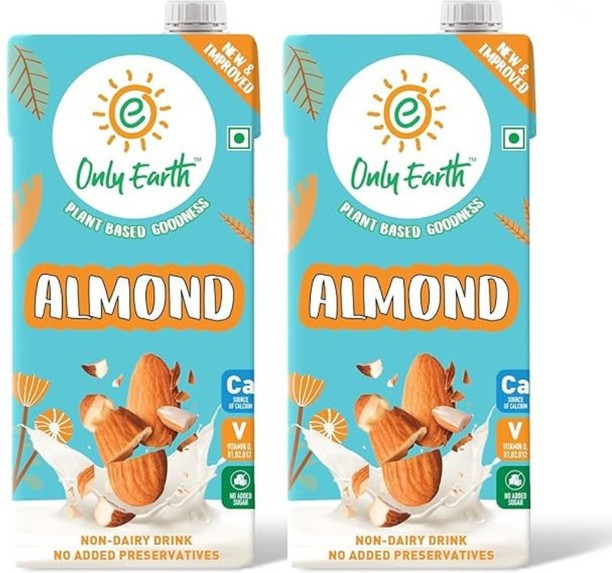 NEW &
IMPROVED
e
Only Earth™
PLANT BASED GOODNESS
ALMOND
Ca
SOURCE
OF CALCIUM
V
VITAMIN D,
B1,B2,B12
NO ADDED
SUGAR
NON-DAIRY DRINK
NO ADDED PRESERVATIVES
NEW &
IMPROVED
e
Only Earth™
PLANT BASED GOODNESS
ALMOND
Ca
SOURCE
OF CALCIUM
V
VITAMIN D,
B1,B2,B12
NO ADDED
SUGAR
NON-DAIRY DRINK
NO ADDED PRESERVATIVES